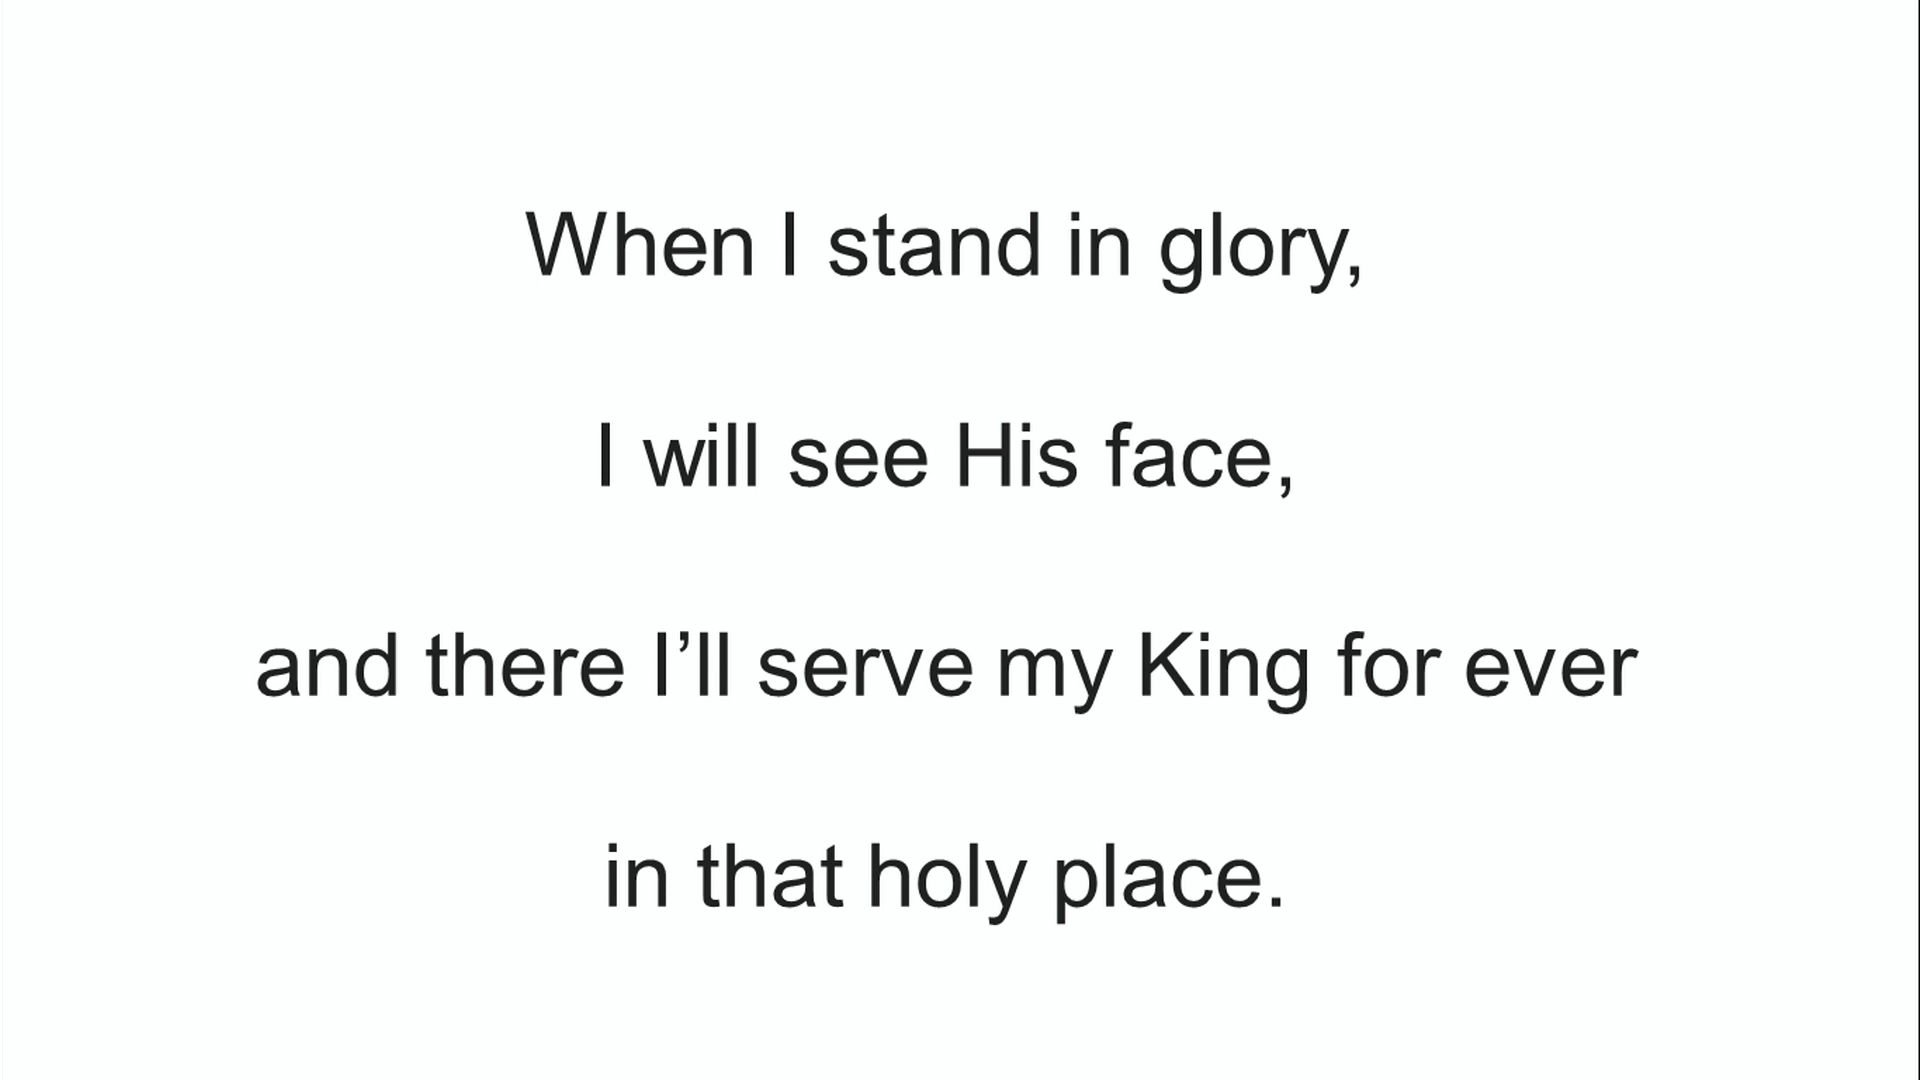 When I stand in glory,
I will see His face,
and there I’ll serve my King for ever
in that holy place.